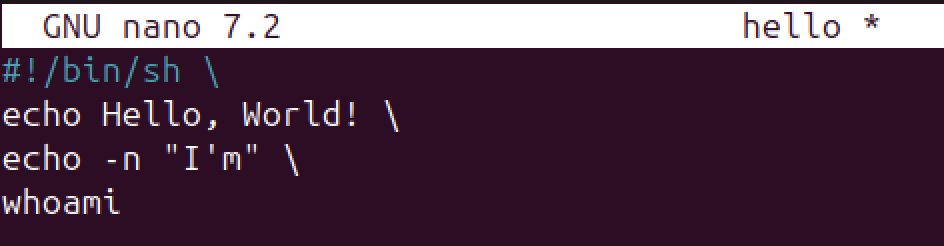 GNU nano 7.2 hello *
#!/bin/sh \
echo Hello, World! \
echo -n "I'm" \
whoami